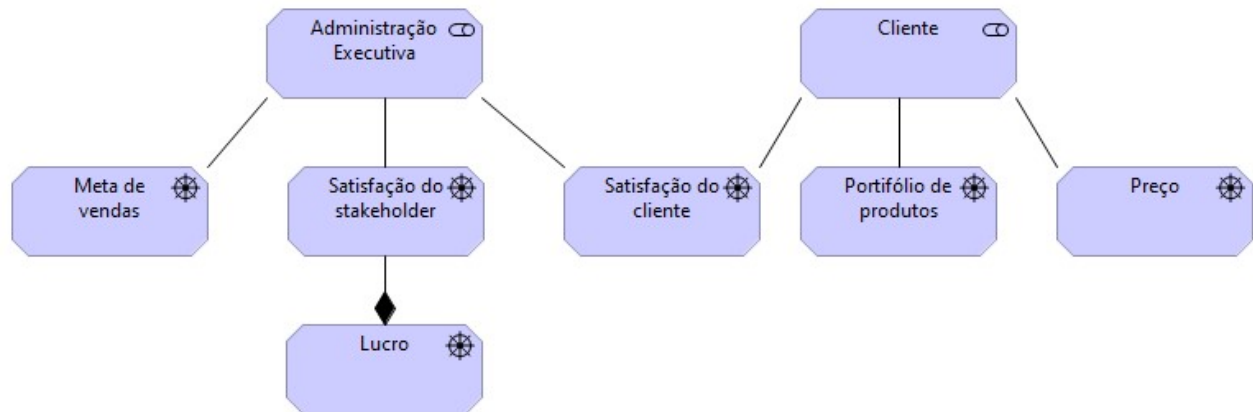 Administração
Executiva
Cliente
Meta de
vendas
Satisfação do
stakeholder
Satisfação do
cliente
Portifólio de
produtos
Preço
Lucro